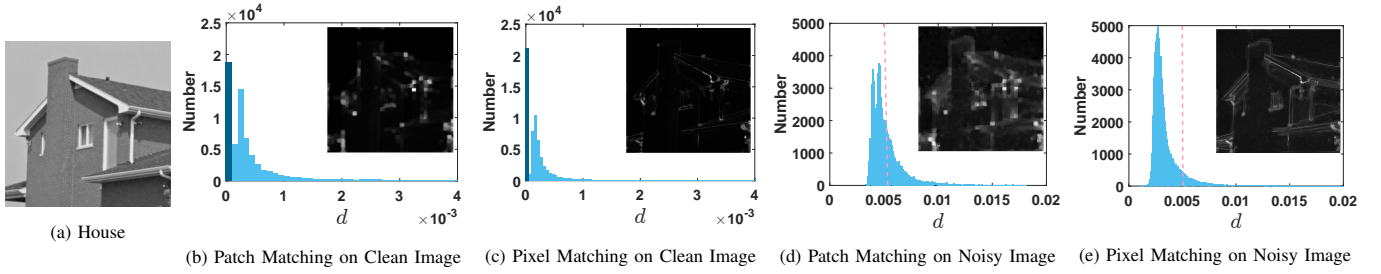 ×10⁴
2.5
2
1.5
1
0.5
0
Number
0 1 2 3 4
d
×10⁻³
×10⁴
2.5
2
1.5
1
0.5
0
Number
0 1 2 3 4
d
×10⁻³
5000
4000
3000
2000
1000
0
Number
0 0.005 0.01 0.015 0.02
d
5000
4000
3000
2000
1000
0
Number
0 0.005 0.01 0.015 0.02
d
(a) House
(b) Patch Matching on Clean Image
(c) Pixel Matching on Clean Image
(d) Patch Matching on Noisy Image
(e) Pixel Matching on Noisy Image